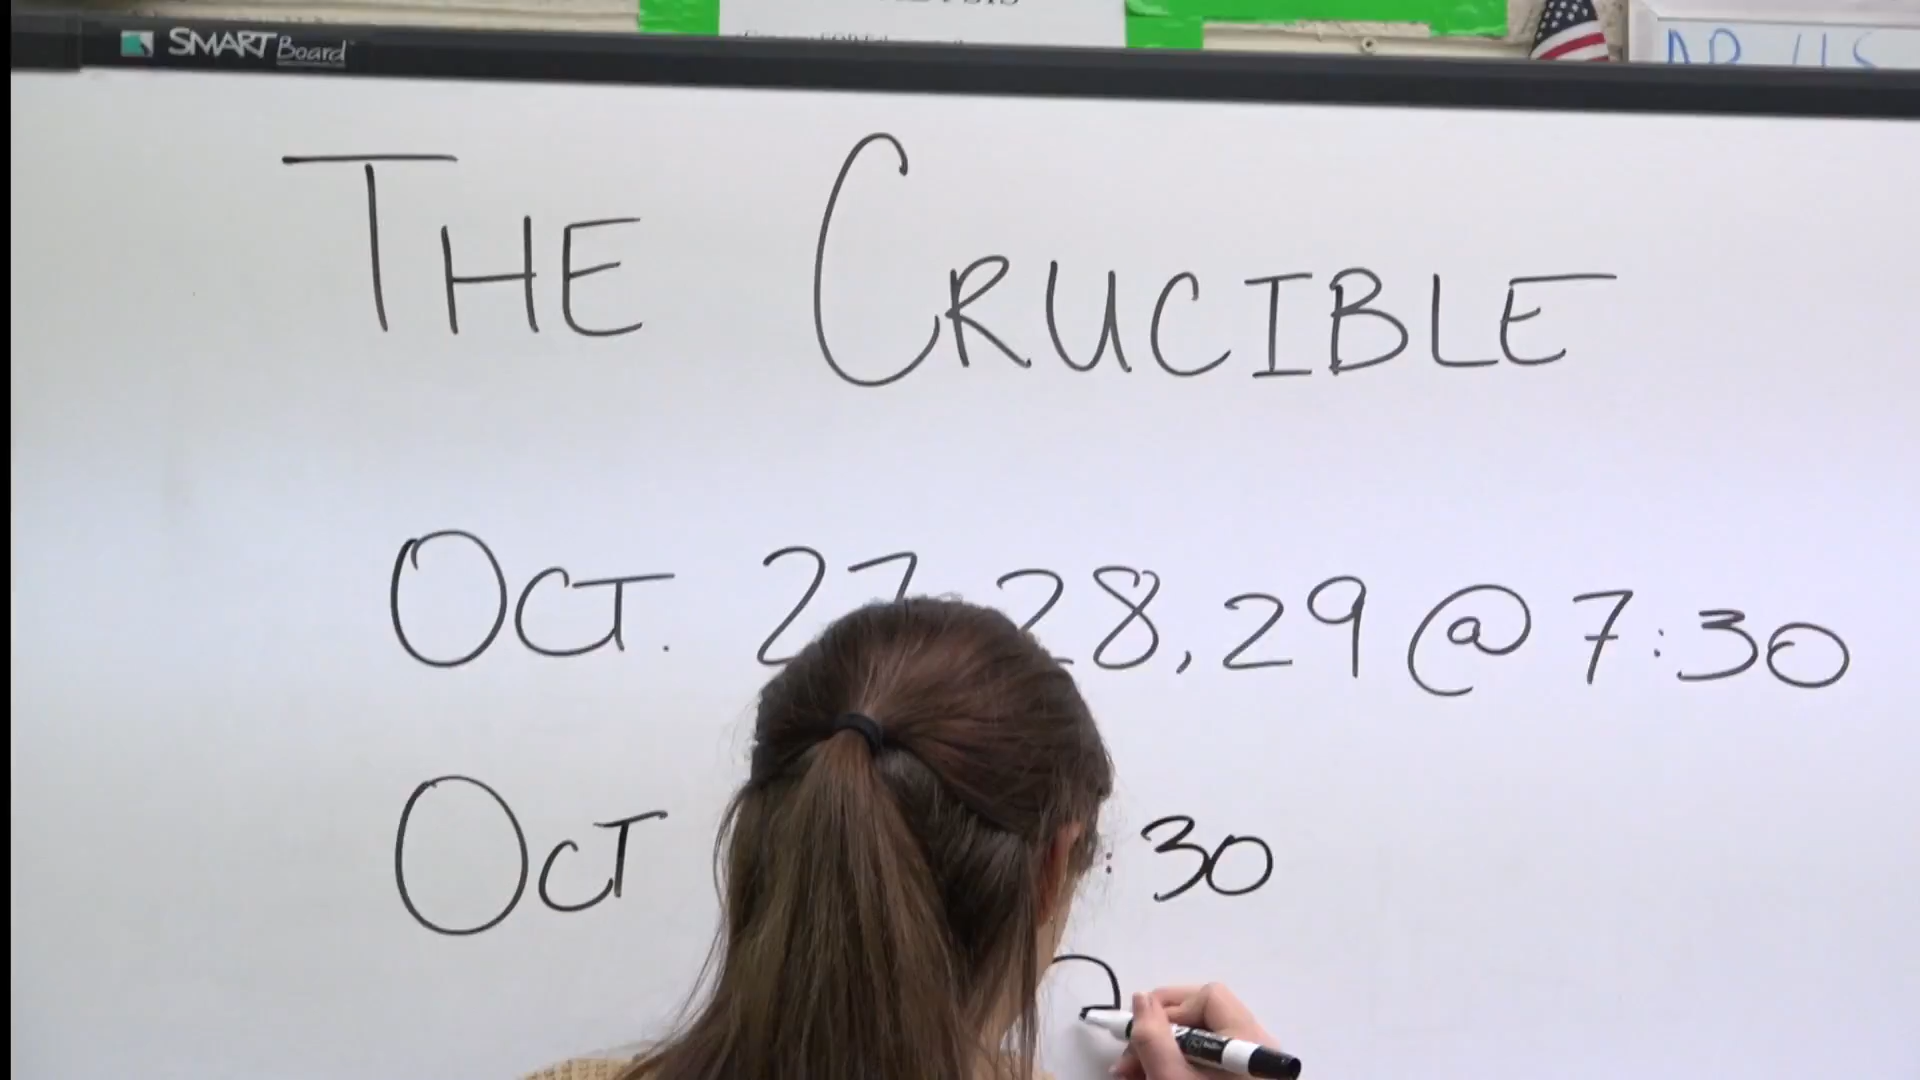 SMART Board
THE CRUCIBLE
OCT. 27, 28, 29 @ 7:30
OCT :30